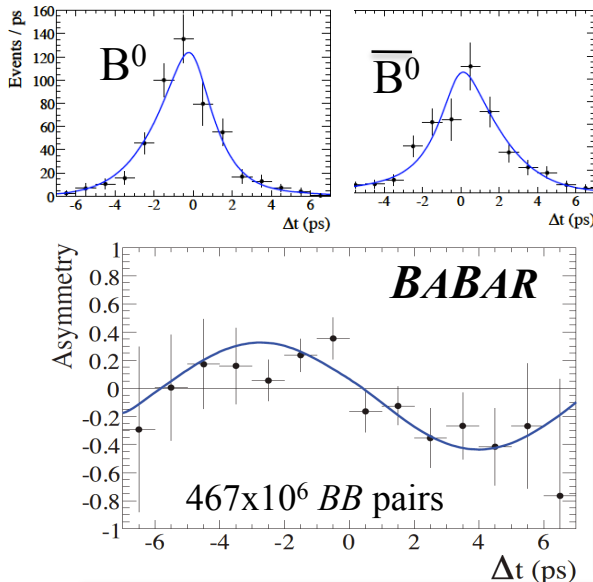 Events / ps
160
140
120
100
80
60
40
20
0
B⁰
-6 -4 -2 0 2 4 6
Δt (ps)
B̅⁰
-6 -4 -2 0 2 4 6
Δt (ps)
Asymmetry
1
0.8
0.6
0.4
0.2
0
-0.2
-0.4
-0.6
-0.8
-1
BABAR
467x10⁶ BB pairs
-6 -4 -2 0 2 4 6
Δt (ps)